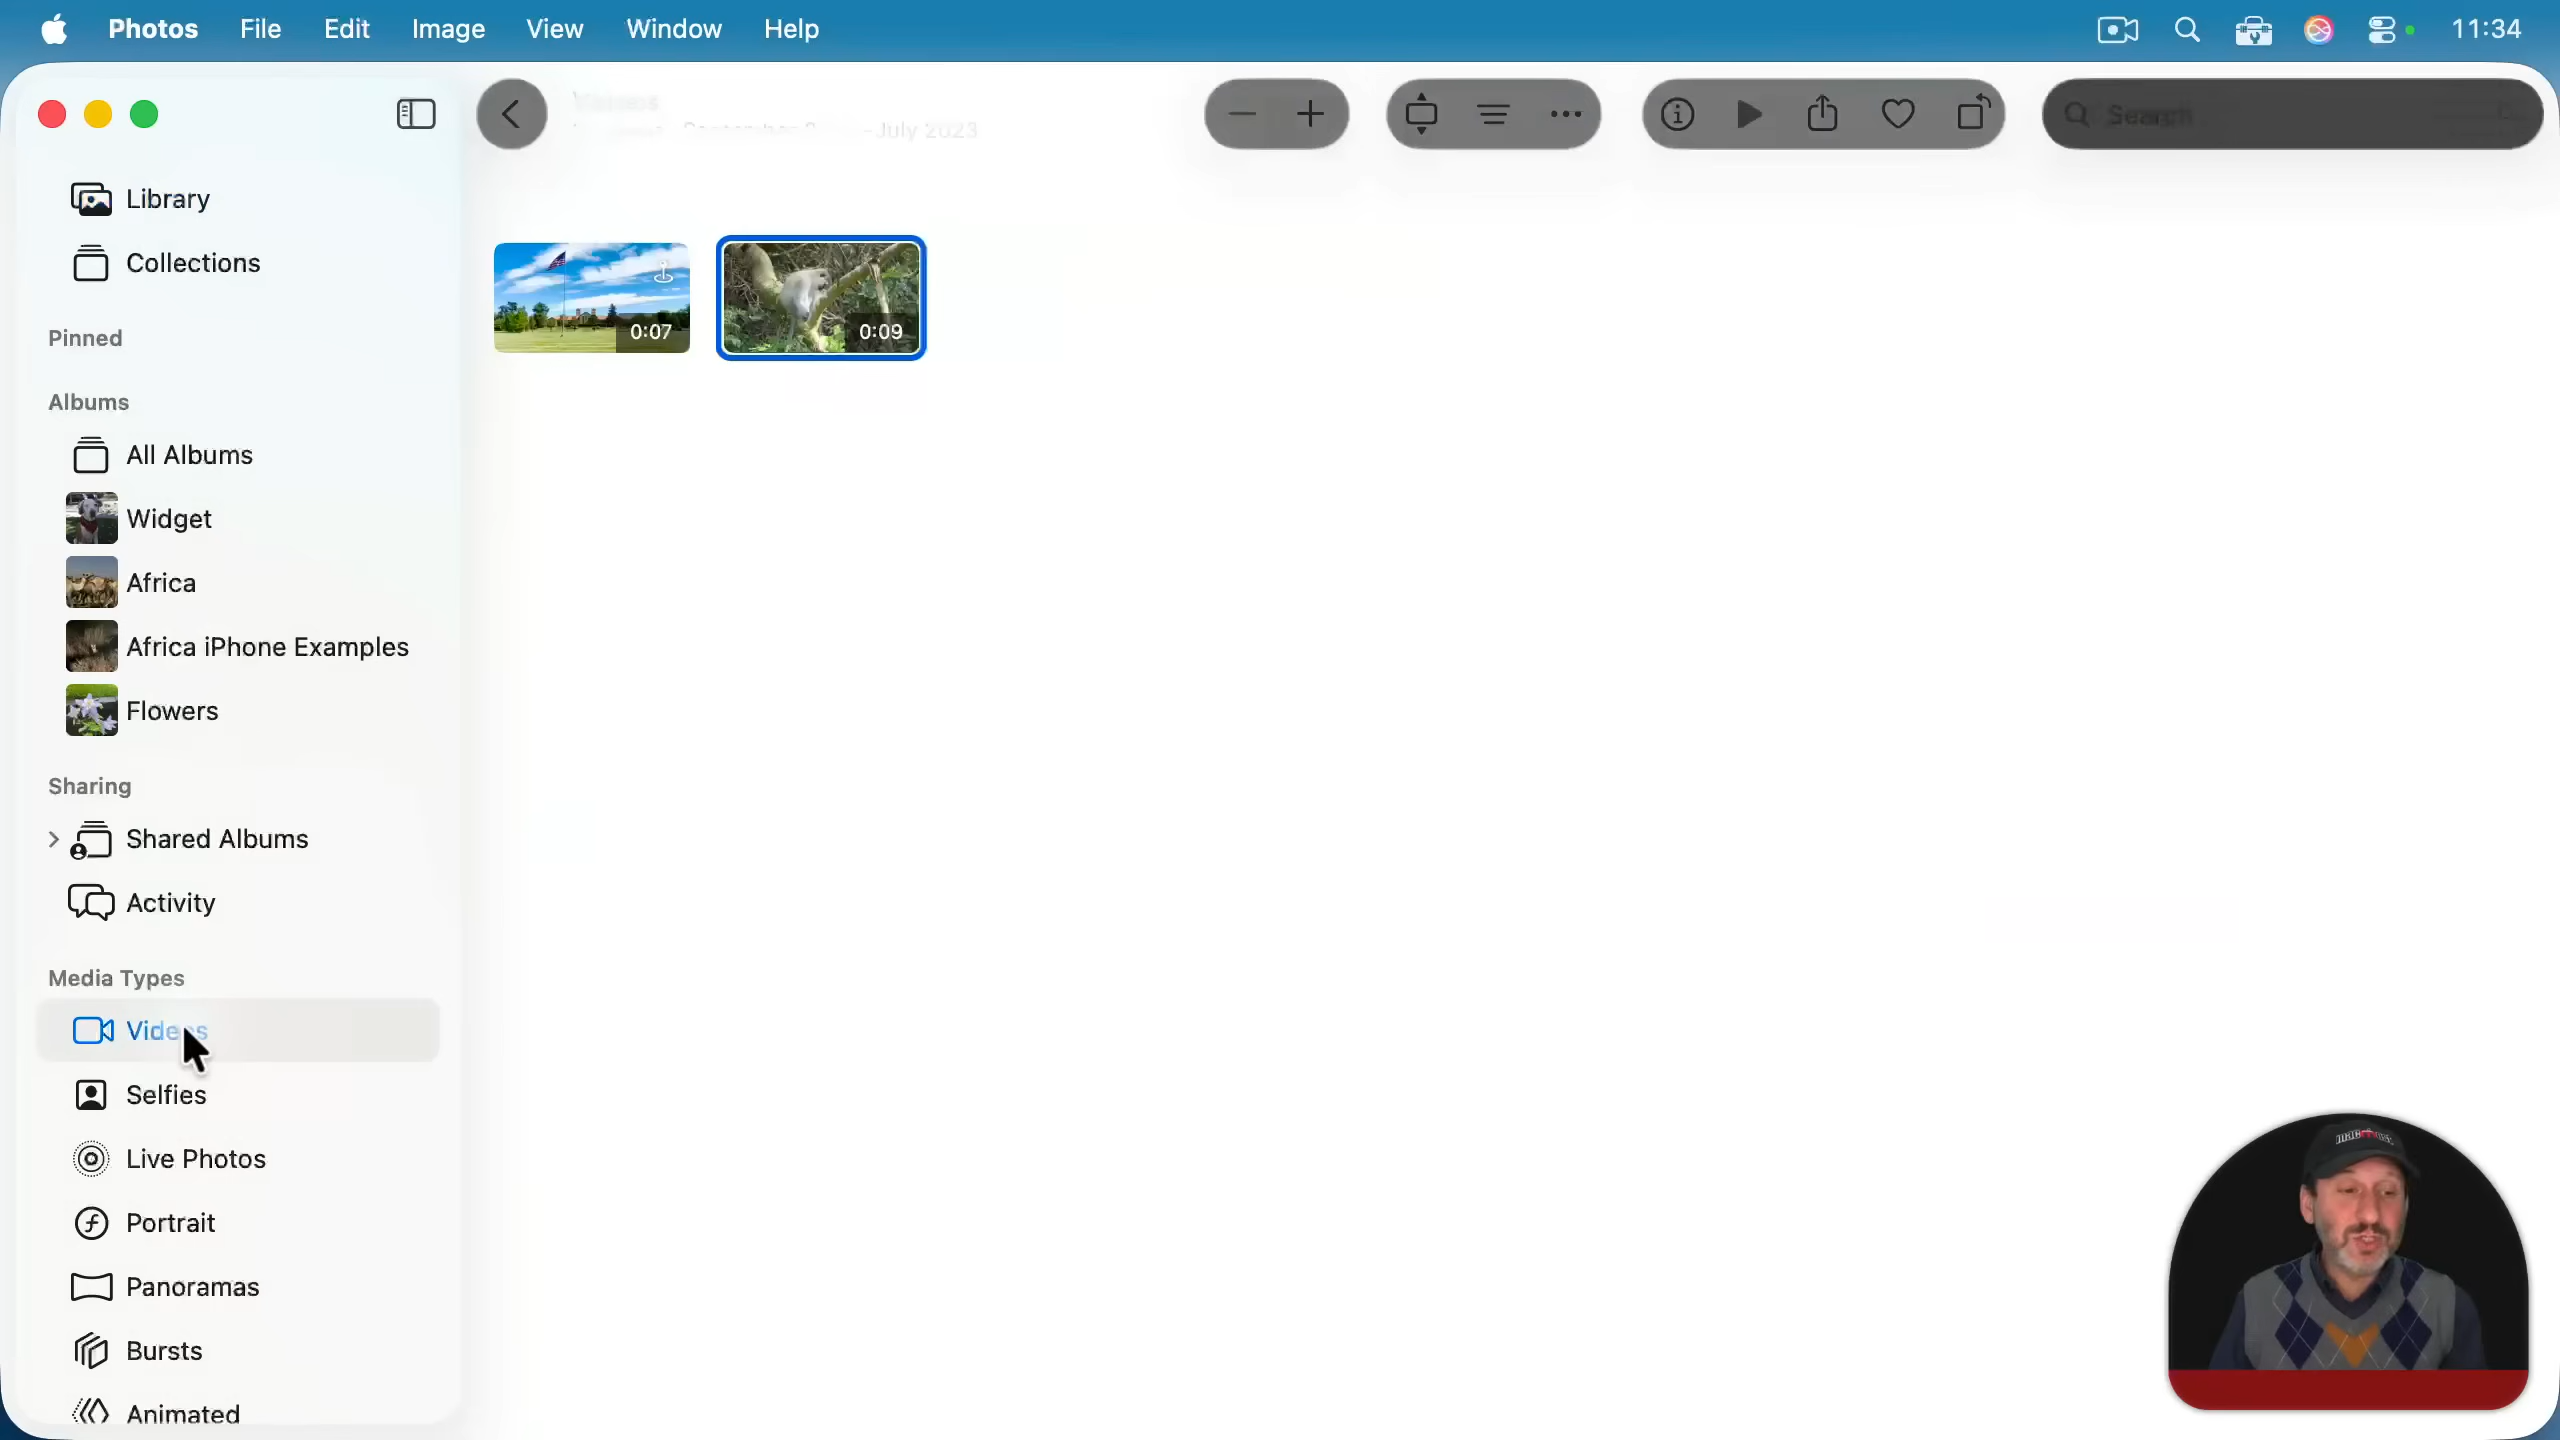 Photos File Edit Image View Window Help 11:34
July 2023
Search
Library
Collections
Pinned
Albums
All Albums
Widget
Africa
Africa iPhone Examples
Flowers
Sharing
Shared Albums
Activity
Media Types
Videos
Selfies
Live Photos
Portrait
Panoramas
Bursts
Animated
0:07
0:09